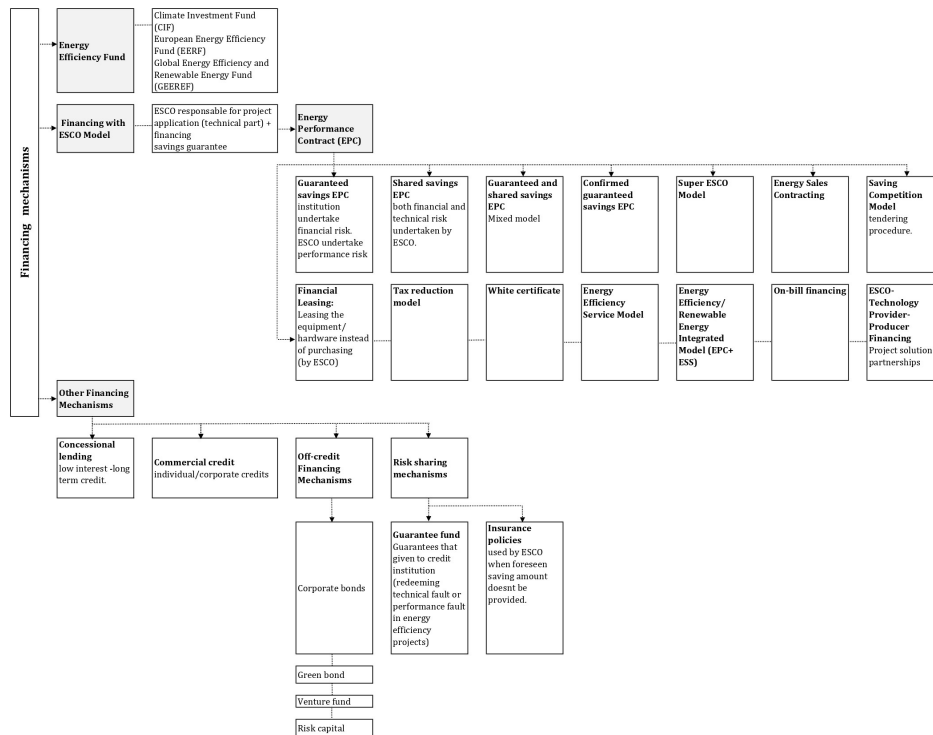 Financing mechanisms
Energy
Efficiency Fund
Climate Investment Fund
(CIF)
European Energy Efficiency
Fund (EERF)
Global Energy Efficiency and
Renewable Energy Fund
(GEEREF)
Financing with
ESCO Model
ESCO responsable for project
application (technical part) +
financing
savings guarantee
Energy
Performance
Contract (EPC)
Guaranteed
savings EPC
institution
undertake
financial risk.
ESCO undertake
performance risk
Shared savings
EPC
both financial and
technical risk
undertaken by
ESCO.
Guaranteed and
shared savings
EPC
Mixed model
Confirmed
guaranteed
savings EPC
Super ESCO
Model
Energy Sales
Contracting
Saving
Competition
Model
tendering
procedure.
Financial
Leasing:
Leasing the
equipment/
hardware instead
of purchasing
(by ESCO)
Tax reduction
model
White certificate
Energy
Efficiency
Service Model
Energy
Efficiency/
Renewable
Energy
Integrated
Model (EPC+
ESS)
On-bill financing
ESCO-
Technology
Provider-
Producer
Financing
Project solution
partnerships
Other Financing
Mechanisms
Concessional
lending
low interest -long
term credit.
Commercial credit
individual/corporate credits
Off-credit
Financing
Mechanisms
Risk sharing
mechanisms
Corporate bonds
Guarantee fund
Guarantees that
given to credit
institution
(redeeming
technical fault or
performance fault
in energy
efficiency
projects)
Insurance
policies
used by ESCO
when foreseen
saving amount
doesnt be
provided.
Green bond
Venture fund
Risk capital